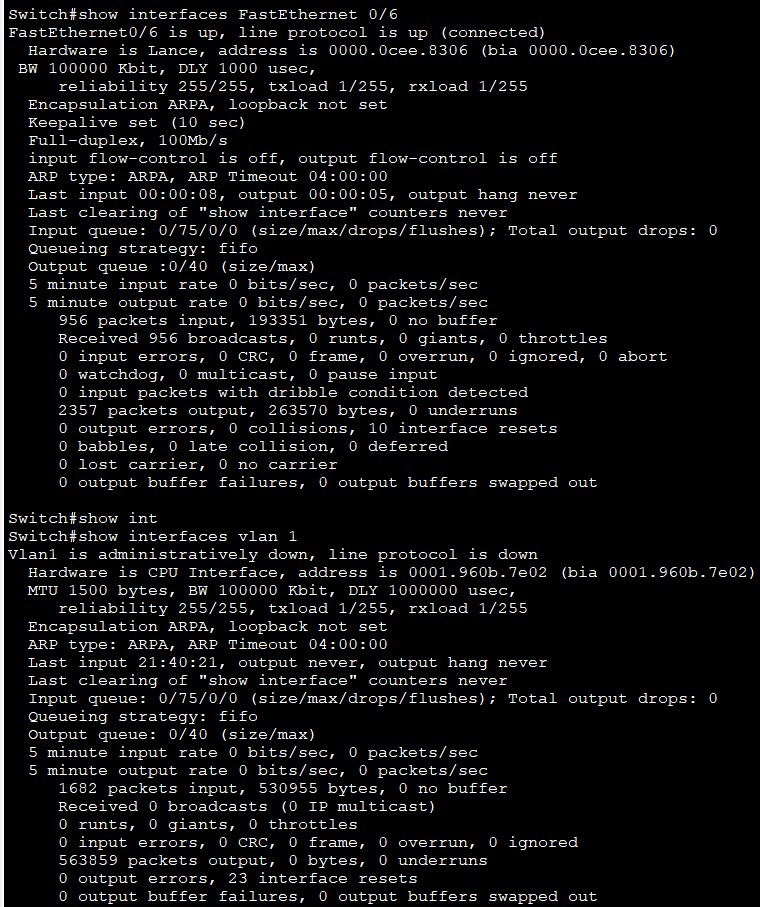 Switch#show interfaces FastEthernet 0/6
FastEthernet0/6 is up, line protocol is up (connected)
Hardware is Lance, address is 0000.0cee.8306 (bia 0000.0cee.8306)
BW 100000 Kbit, DLY 1000 usec,
reliability 255/255, txload 1/255, rxload 1/255
Encapsulation ARPA, loopback not set
Keepalive set (10 sec)
Full-duplex, 100Mb/s
input flow-control is off, output flow-control is off
ARP type: ARPA, ARP Timeout 04:00:00
Last input 00:00:08, output 00:00:05, output hang never
Last clearing of "show interface" counters never
Input queue: 0/75/0/0 (size/max/drops/flushes); Total output drops: 0
Queueing strategy: fifo
Output queue :0/40 (size/max)
5 minute input rate 0 bits/sec, 0 packets/sec
5 minute output rate 0 bits/sec, 0 packets/sec
956 packets input, 193351 bytes, 0 no buffer
Received 956 broadcasts, 0 runts, 0 giants, 0 throttles
0 input errors, 0 CRC, 0 frame, 0 overrun, 0 ignored, 0 abort
0 watchdog, 0 multicast, 0 pause input
0 input packets with dribble condition detected
2357 packets output, 263570 bytes, 0 underruns
0 output errors, 0 collisions, 10 interface resets
0 babbles, 0 late collision, 0 deferred
0 lost carrier, 0 no carrier
0 output buffer failures, 0 output buffers swapped out
Switch#show int
Switch#show interfaces vlan 1
Vlan1 is administratively down, line protocol is down
Hardware is CPU Interface, address is 0001.960b.7e02 (bia 0001.960b.7e02)
MTU 1500 bytes, BW 100000 Kbit, DLY 1000000 usec,
reliability 255/255, txload 1/255, rxload 1/255
Encapsulation ARPA, loopback not set
ARP type: ARPA, ARP Timeout 04:00:00
Last input 21:40:21, output never, output hang never
Last clearing of "show interface" counters never
Input queue: 0/75/0/0 (size/max/drops/flushes); Total output drops: 0
Queueing strategy: fifo
Output queue: 0/40 (size/max)
5 minute input rate 0 bits/sec, 0 packets/sec
5 minute output rate 0 bits/sec, 0 packets/sec
1682 packets input, 530955 bytes, 0 no buffer
Received 0 broadcasts (0 IP multicast)
0 runts, 0 giants, 0 throttles
0 input errors, 0 CRC, 0 frame, 0 overrun, 0 ignored
563859 packets output, 0 bytes, 0 underruns
0 output errors, 23 interface resets
0 output buffer failures, 0 output buffers swapped out